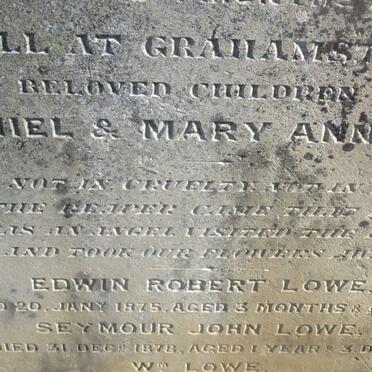 LL AT GRAHAMST
BELOVED CHILDREN
IEL & MARY ANN
NOT IN CRUELTY, NOT IN
THE REAPER CAME THAT
AS AN ANGEL VISITED THE
AND TOOK OUR FLOWERS
EDWIN ROBERT LOWE
D 20. JANY 1875, AGED 3 MONTHS &
SEYMOUR JOHN LOWE,
DIED 31 DECR 1878, AGED 1 YEAR & 3 D
WM LOWE,